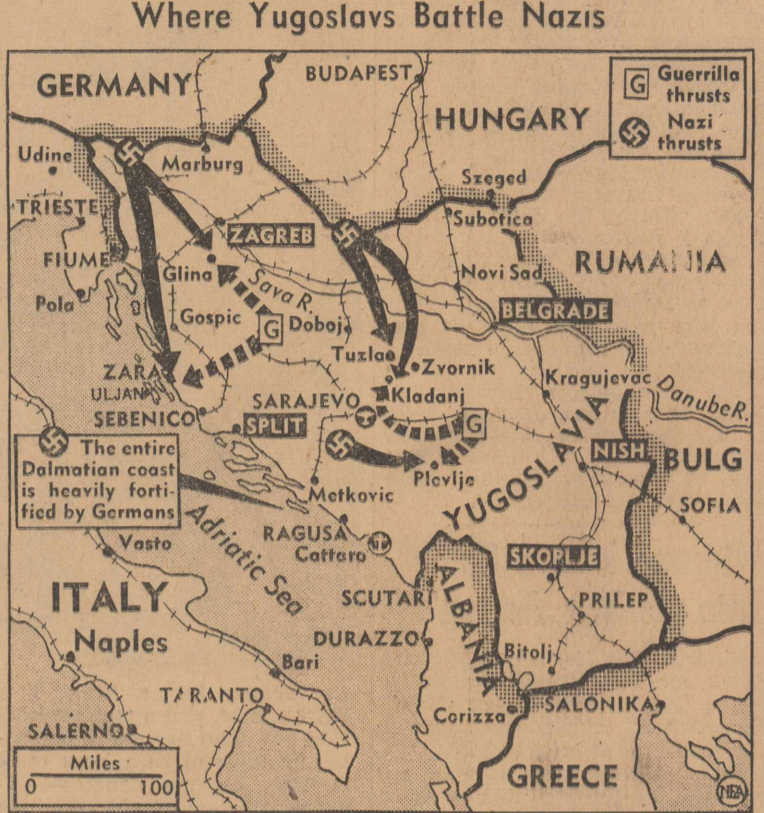 Where Yugoslavs Battle Nazis
GERMANY
BUDAPEST
HUNGARY
G Guerrilla
thrusts
Nazi
thrusts
Udine
Marburg
Szeged
TRIESTE
ZAGREB
Subotica
FIUME
Glina
Sava R.
Novi Sad
RUMANIA
Pola
Gospic
G
Doboj
BELGRADE
Tuzla
Zvornik
ZARA
Kladanj
Kragujevac
Danube R.
ULJAN
SARAJEVO
SEBENICO
SPLIT
G
NISH
BULG
The entire
Dalmatian coast
is heavily forti-
fied by Germans
Plevlje
YUGOSLAVIA
Metkovic
SOFIA
Adriatic Sea
RAGUSA
Cattaro
Vasto
SKOPLJE
ITALY
SCUTARI
ALBANIA
PRILEP
Naples
DURAZZO
Bitolj
Bari
TARANTO
Corizza
SALONIKA
SALERNO
Miles
0 100
GREECE
NEA